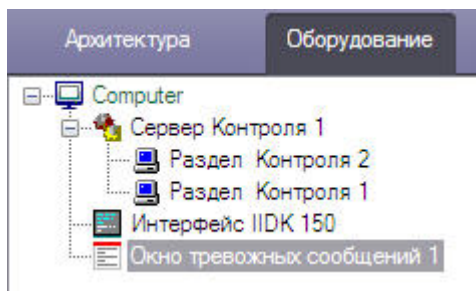 Архитектура Оборудование
Computer
Сервер Контроля 1
Раздел Контроля 2
Раздел Контроля 1
Интерфейс IIDK 150
Окно тревожных сообщений 1